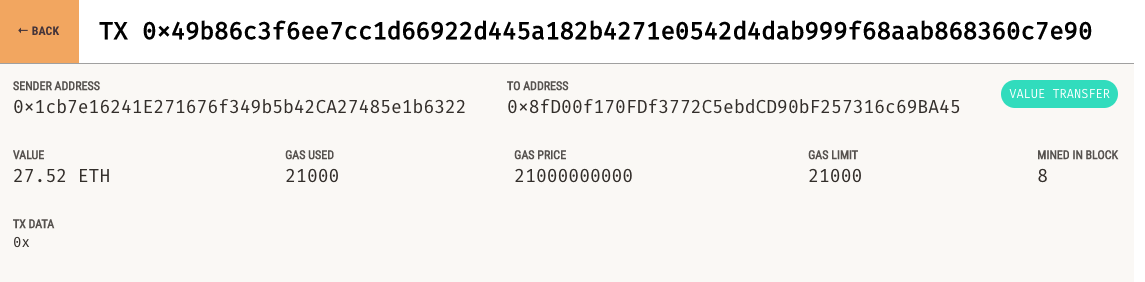 ← BACK
TX 0×49b86c3f6ee7cc1d66922d445a182b4271e0542d4dab999f68aab868360c7e90
SENDER ADDRESS
0×1cb7e16241E271676f349b5b42CA27485e1b6322
TO ADDRESS
0×8fD00f170FDf3772C5ebdCD90bF257316c69BA45
VALUE TRANSFER
VALUE
27.52 ETH
GAS USED
21000
GAS PRICE
21000000000
GAS LIMIT
21000
MINED IN BLOCK
8
TX DATA
0x